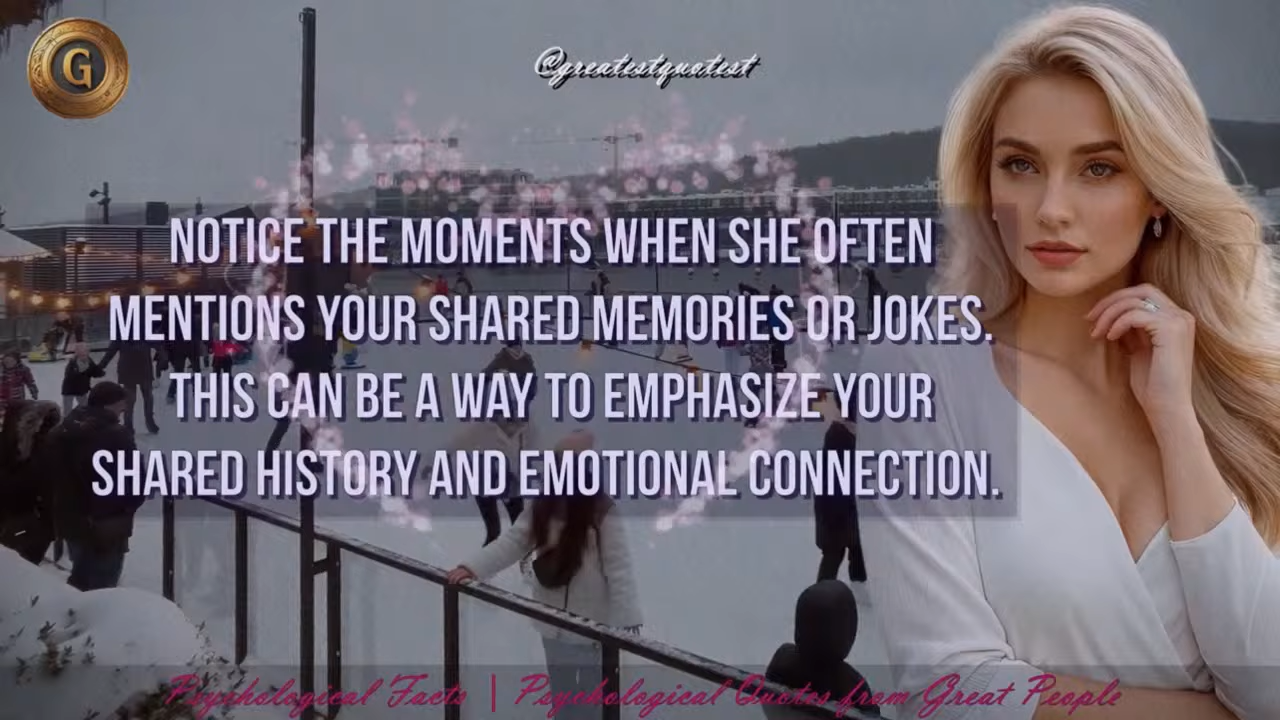 G
@greatestquotest
NOTICE THE MOMENTS WHEN SHE OFTEN
MENTIONS YOUR SHARED MEMORIES OR JOKES.
THIS CAN BE A WAY TO EMPHASIZE YOUR
SHARED HISTORY AND EMOTIONAL CONNECTION.
Psychological Facts | Psychological Quotes from Great People